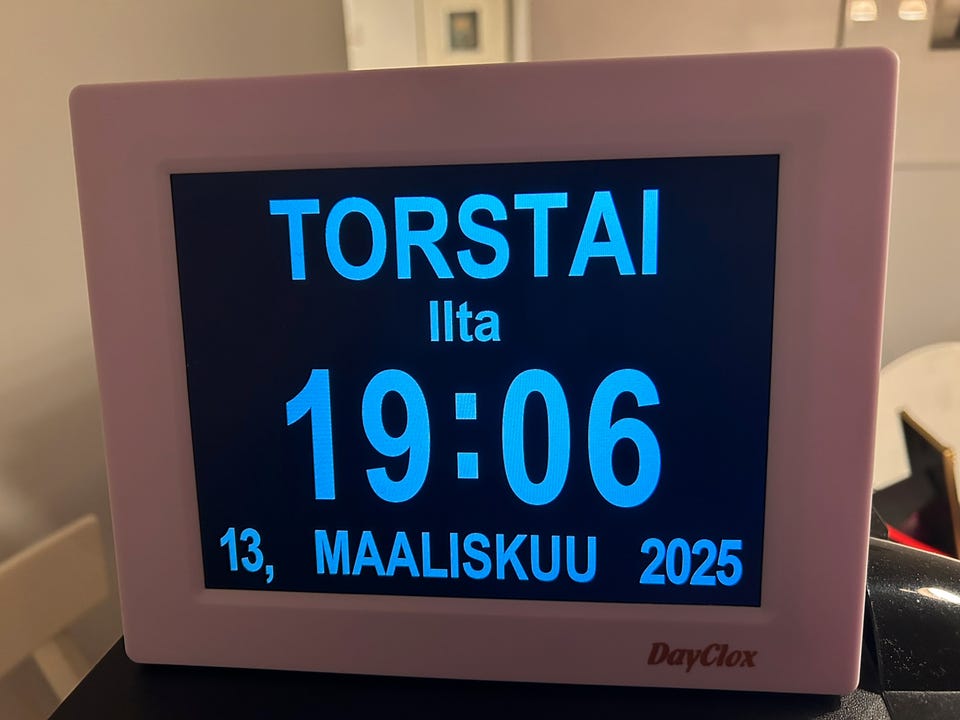 TORSTAI
Ilta
19:06
13, MAALISKUU 2025
DayClox